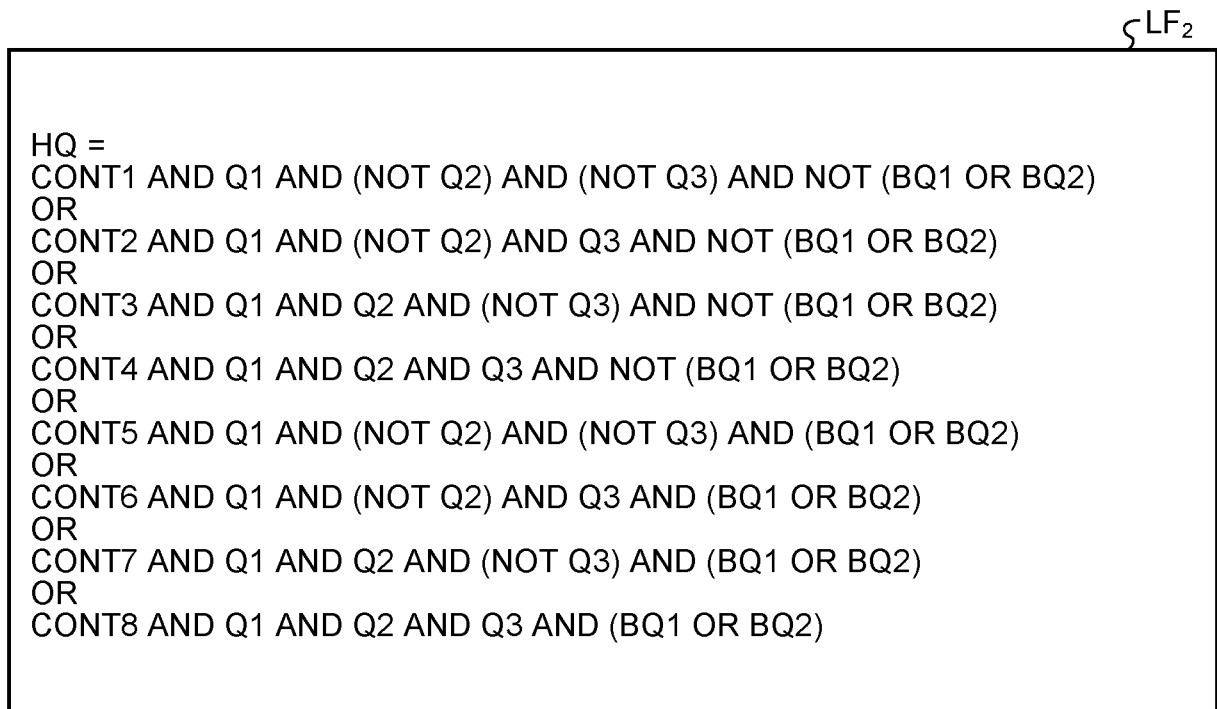 LF₂
HQ =
CONT1 AND Q1 AND (NOT Q2) AND (NOT Q3) AND NOT (BQ1 OR BQ2)
OR
CONT2 AND Q1 AND (NOT Q2) AND Q3 AND NOT (BQ1 OR BQ2)
OR
CONT3 AND Q1 AND Q2 AND (NOT Q3) AND NOT (BQ1 OR BQ2)
OR
CONT4 AND Q1 AND Q2 AND Q3 AND NOT (BQ1 OR BQ2)
OR
CONT5 AND Q1 AND (NOT Q2) AND (NOT Q3) AND (BQ1 OR BQ2)
OR
CONT6 AND Q1 AND (NOT Q2) AND Q3 AND (BQ1 OR BQ2)
OR
CONT7 AND Q1 AND Q2 AND (NOT Q3) AND (BQ1 OR BQ2)
OR
CONT8 AND Q1 AND Q2 AND Q3 AND (BQ1 OR BQ2)